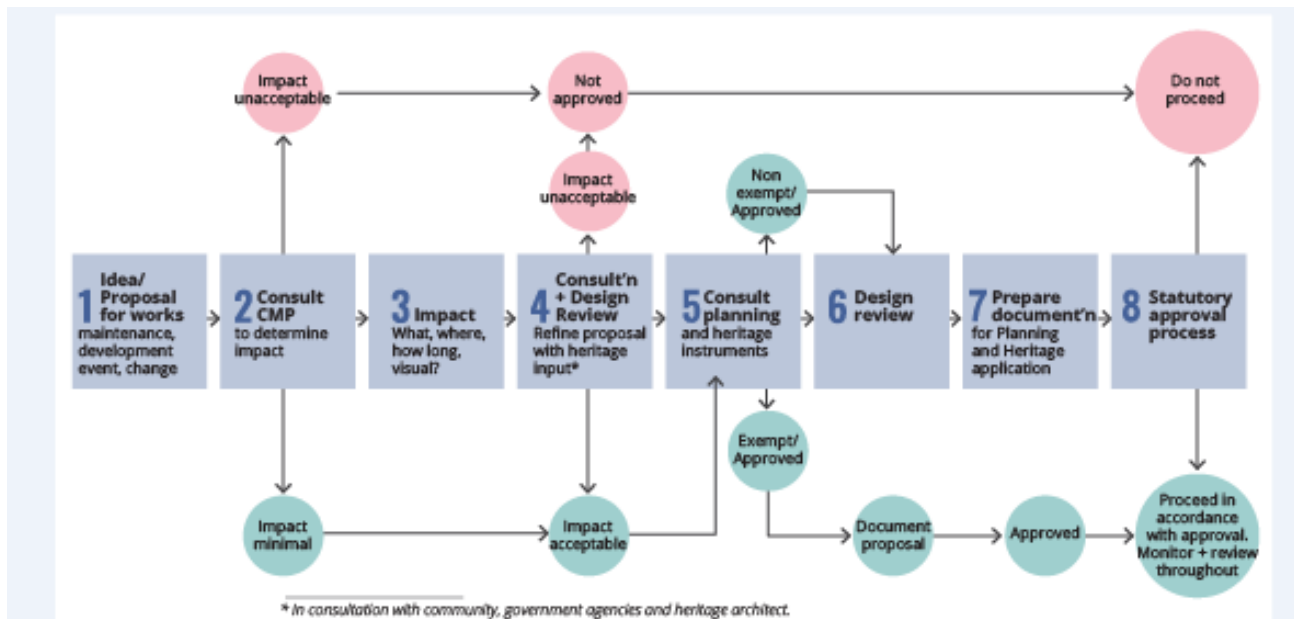 Impact
unacceptable
Not
approved
Do not
proceed
Impact
unacceptable
Non
exempt/
Approved
1 Idea/
Proposal
for works
maintenance,
development
event, change
2 Consult
CMP
to determine
impact
3 Impact
What, where,
how long,
visual?
4 Consult'n
+ Design
Review
Refine proposal
with heritage
input*
5 Consult
planning
and heritage
instruments
6 Design
review
7 Prepare
document'n
for Planning
and Heritage
application
8 Statutory
approval
process
Exempt/
Approved
Impact
minimal
Impact
acceptable
Document
proposal
Approved
Proceed in
accordance
with approval.
Monitor + review
throughout
* In consultation with community, government agencies and heritage architect.